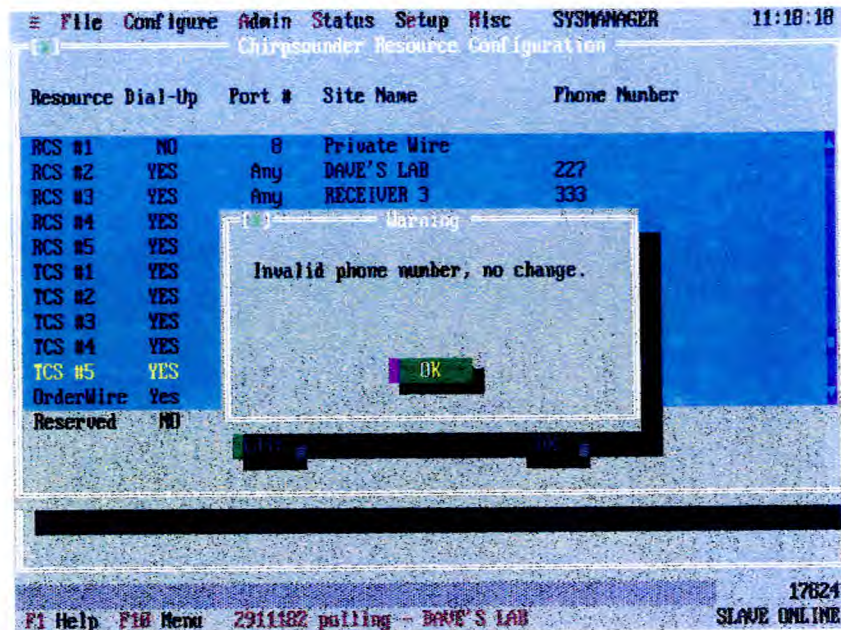 ≡ File Configure Admin Status Setup Misc SYSMANAGER 11:10:10
Chirpsounder Resource Configuration
Resource Dial-Up Port # Site Name Phone Number
RCS #1 NO 8 Private Wire
RCS #2 YES Any DAVE'S LAB 227
RCS #3 YES Any RECEIVER 3 333
RCS #4 YES
RCS #5 YES
TCS #1 YES
TCS #2 YES
TCS #3 YES
TCS #4 YES
TCS #5 YES
OrderWire Yes
Reserved NO
Warning
Invalid phone number, no change.
OK
17624
F1 Help F10 Menu 2911182 polling - DAVE'S LAB SLAVE ONLINE